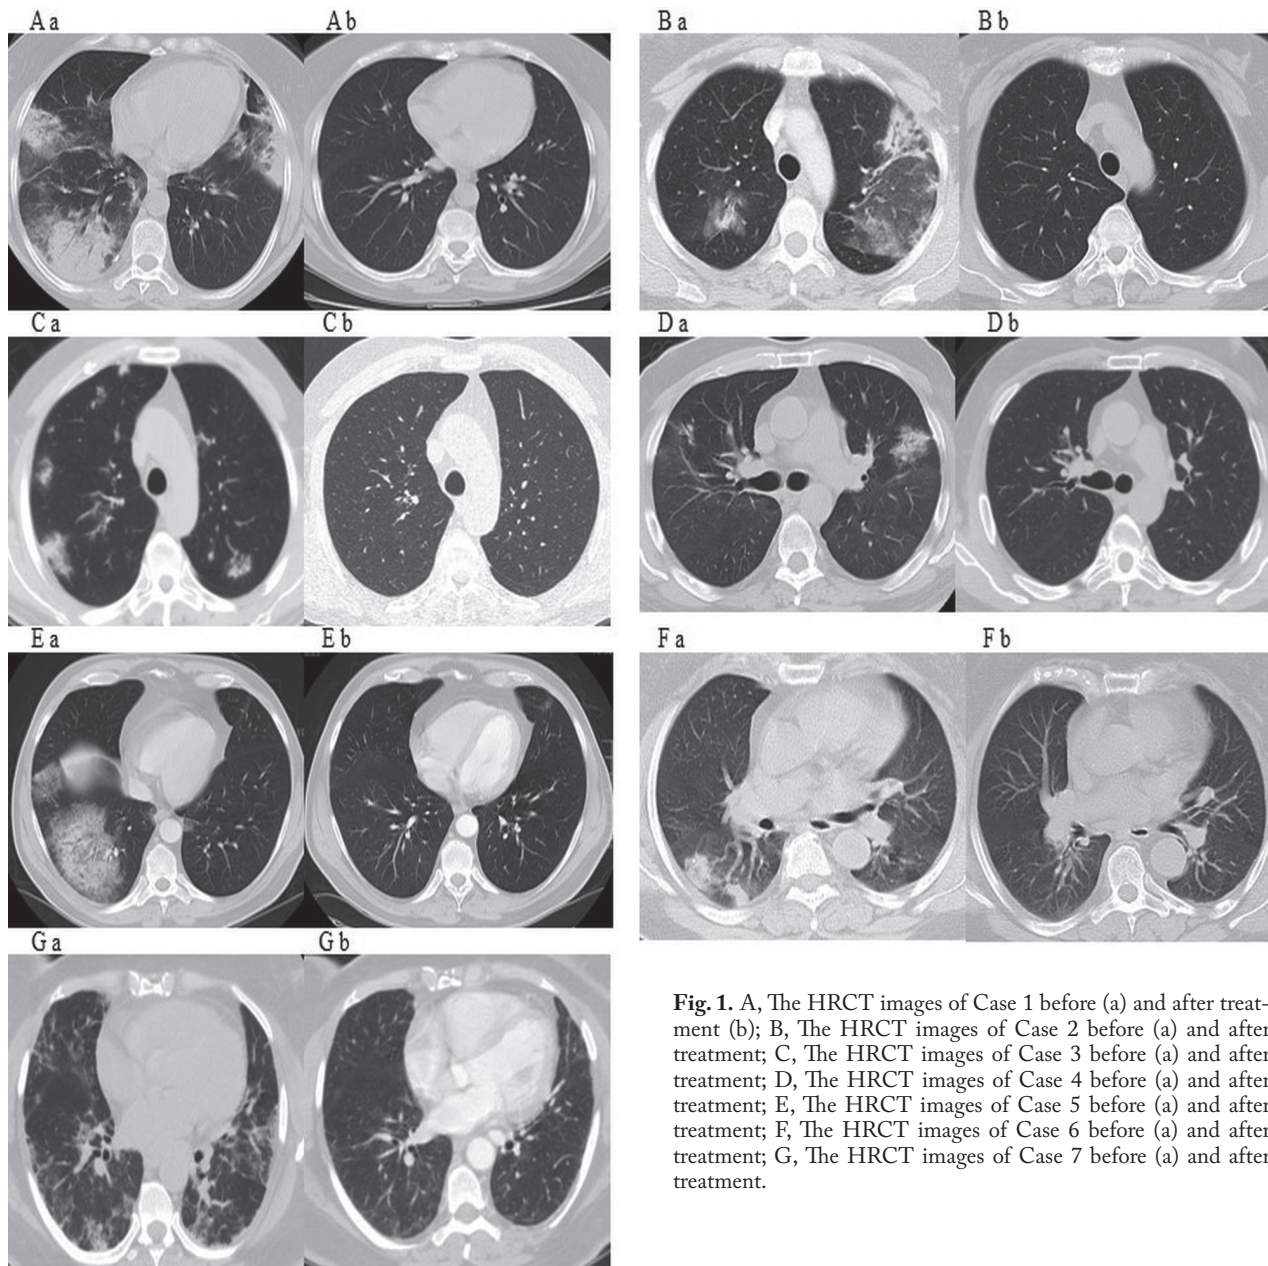 Aa
Ab
Ba
Bb
Ca
Cb
Da
Db
Ea
Eb
Fa
Fb
Ga
Gb
Fig. 1. A, The HRCT images of Case 1 before (a) and after treat-
ment (b); B, The HRCT images of Case 2 before (a) and after
treatment; C, The HRCT images of Case 3 before (a) and after
treatment; D, The HRCT images of Case 4 before (a) and after
treatment; E, The HRCT images of Case 5 before (a) and after
treatment; F, The HRCT images of Case 6 before (a) and after
treatment; G, The HRCT images of Case 7 before (a) and after
treatment.